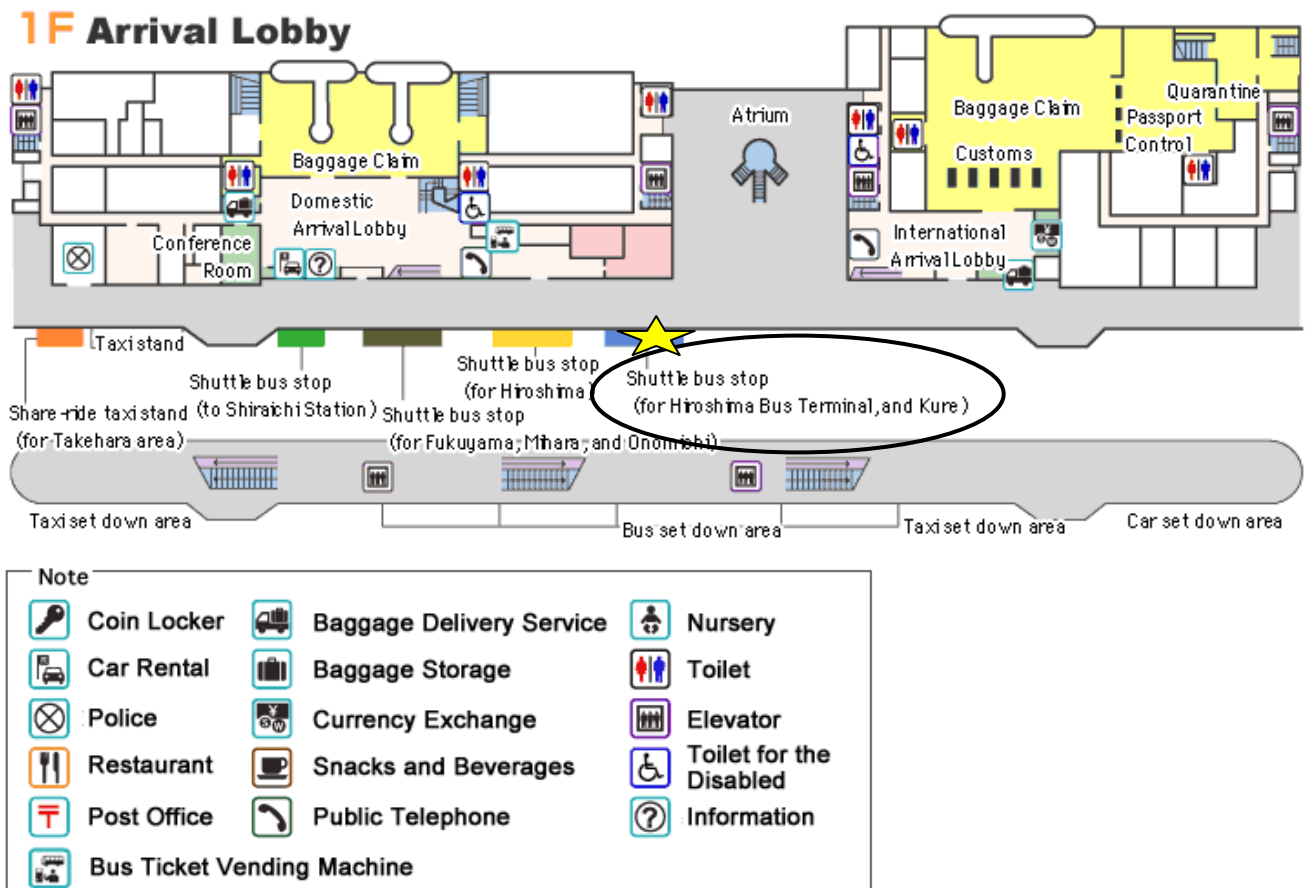 1F Arrival Lobby
Atrium
Baggage Claim
Domestic
Arrival Lobby
Conference
Room
Baggage Claim
Customs
Quarantine
Passport
Control
International
Arrival Lobby
Taxi stand
Share-ride taxi stand
(for Takehara area)
Shuttle bus stop
(to Shiraichi Station)
Shuttle bus stop
(for Fukuyama, Mihara, and Onomichi)
Shuttle bus stop
(for Hiroshima)
Shuttle bus stop
(for Hiroshima Bus Terminal, and Kure)
Taxi set down area
Bus set down area
Taxi set down area
Car set down area
Note
Coin Locker
Baggage Delivery Service
Nursery
Car Rental
Baggage Storage
Toilet
Police
Currency Exchange
Elevator
Restaurant
Snacks and Beverages
Toilet for the
Disabled
Post Office
Public Telephone
Information
Bus Ticket Vending Machine